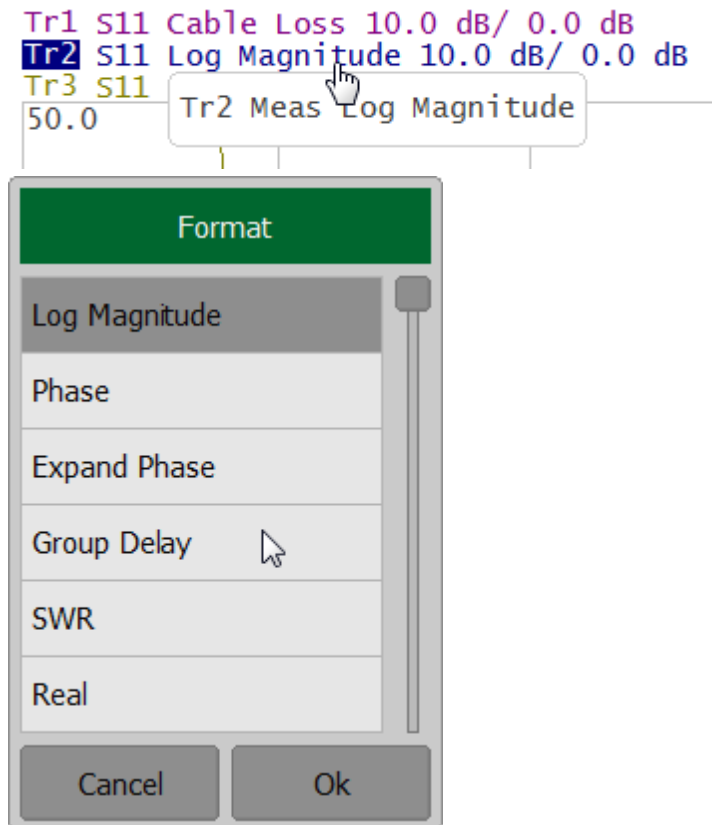 Tr1 S11 Cable Loss 10.0 dB/ 0.0 dB
Tr2 S11 Log Magnitude 10.0 dB/ 0.0 dB
Tr3 S11
50.0
Tr2 Meas Log Magnitude
Format
Log Magnitude
Phase
Expand Phase
Group Delay
SWR
Real
Cancel Ok